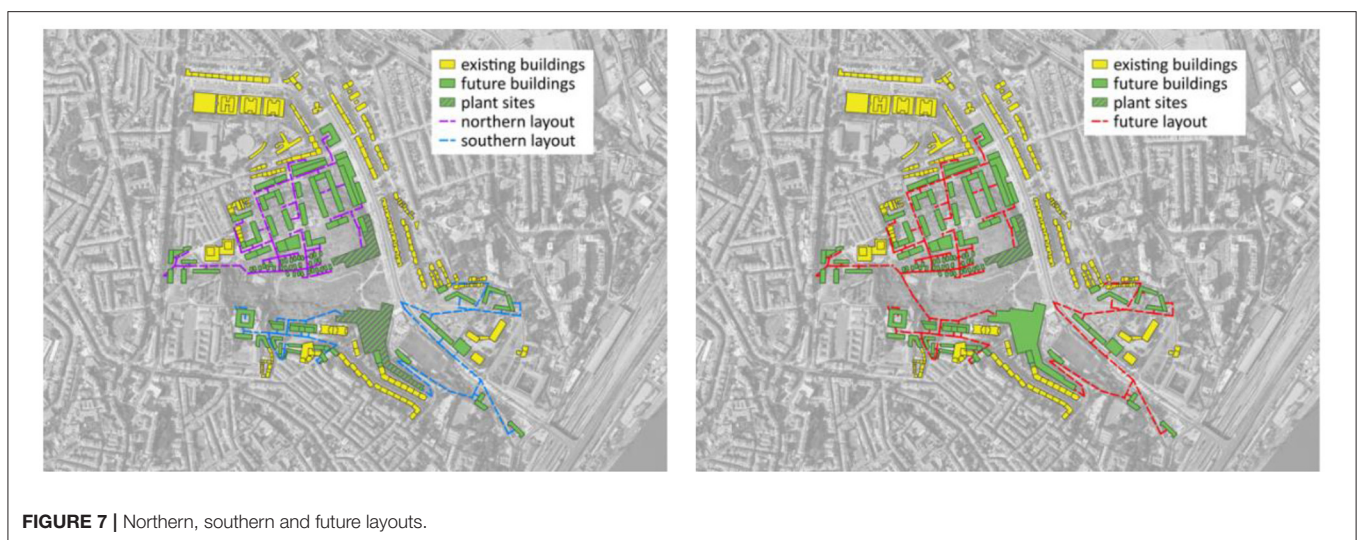 existing buildings
future buildings
plant sites
northern layout
southern layout
existing buildings
future buildings
plant sites
future layout
FIGURE 7 | Northern, southern and future layouts.